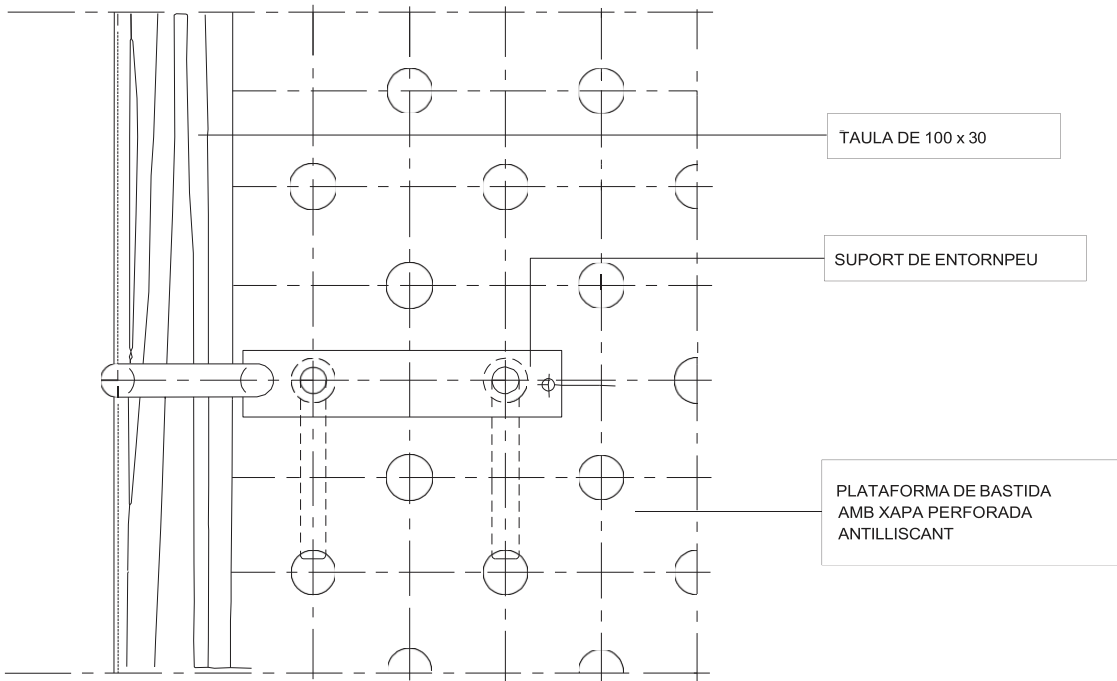 TAULA DE 100 x 30
SUPORT DE ENTORNPEU
PLATAFORMA DE BASTIDA
AMB XAPA PERFORADA
ANTILLISCANT